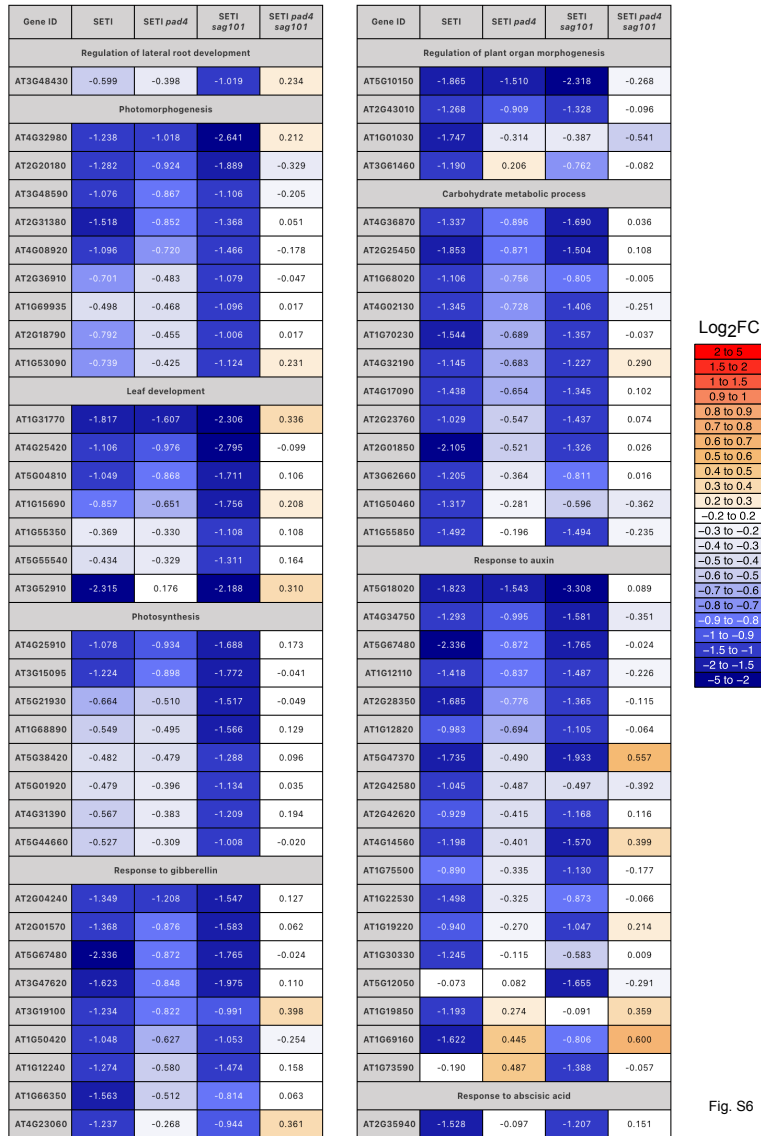 Gene ID SETI SETI pad4 SETI sag101 SETI pad4 sag101
Regulation of lateral root development
AT3G48430 -0.599 -0.398 -1.019 0.234
Photomorphogenesis
AT4G32980 -1.238 -1.018 -2.641 0.212
AT2G20180 -1.282 -0.924 -1.889 -0.329
AT3G48590 -1.076 -0.867 -1.106 -0.205
AT2G31380 -1.518 -0.852 -1.368 0.051
AT4G08920 -1.096 -0.720 -1.466 -0.178
AT2G36910 -0.701 -0.483 -1.079 -0.047
AT1G69935 -0.498 -0.468 -1.096 0.017
AT2G18790 -0.792 -0.455 -1.006 0.017
AT1G53090 -0.739 -0.425 -1.124 0.231
Leaf development
AT1G31770 -1.817 -1.607 -2.306 0.336
AT4G25420 -1.106 -0.976 -2.795 -0.099
AT5G04810 -1.049 -0.868 -1.711 0.106
AT1G15690 -0.857 -0.651 -1.756 0.208
AT1G55350 -0.369 -0.330 -1.108 0.108
AT5G55540 -0.434 -0.329 -1.311 0.164
AT3G52910 -2.315 0.176 -2.188 0.310
Photosynthesis
AT4G25910 -1.078 -0.934 -1.688 0.173
AT3G15095 -1.224 -0.898 -1.772 -0.041
AT5G21930 -0.664 -0.510 -1.517 -0.049
AT1G68890 -0.549 -0.495 -1.566 0.129
AT5G38420 -0.482 -0.479 -1.288 0.096
AT5G01920 -0.479 -0.396 -1.134 0.035
AT4G31390 -0.567 -0.383 -1.209 0.194
AT5G44660 -0.527 -0.309 -1.008 -0.020
Response to gibberellin
AT2G04240 -1.349 -1.208 -1.547 0.127
AT2G01570 -1.368 -0.876 -1.583 0.062
AT5G67480 -2.336 -0.872 -1.765 -0.024
AT3G47620 -1.623 -0.848 -1.975 0.110
AT3G19100 -1.234 -0.822 -0.991 0.398
AT1G50420 -1.048 -0.627 -1.053 -0.254
AT1G12240 -1.274 -0.580 -1.474 0.158
AT1G66350 -1.563 -0.512 -0.814 0.063
AT4G23060 -1.237 -0.268 -0.944 0.361
Gene ID SETI SETI pad4 SETI sag101 SETI pad4 sag101
Regulation of plant organ morphogenesis
AT5G10150 -1.865 -1.510 -2.318 -0.268
AT2G43010 -1.268 -0.909 -1.328 -0.096
AT1G01030 -1.747 -0.314 -0.387 -0.541
AT3G61460 -1.190 0.206 -0.762 -0.082
Carbohydrate metabolic process
AT4G36870 -1.337 -0.896 -1.690 0.036
AT2G25450 -1.853 -0.871 -1.504 0.108
AT1G68020 -1.106 -0.756 -0.805 -0.005
AT4G02130 -1.345 -0.728 -1.406 -0.251
AT1G70230 -1.544 -0.689 -1.357 -0.037
AT4G32190 -1.145 -0.683 -1.227 0.290
AT4G17090 -1.438 -0.654 -1.345 0.102
AT2G23760 -1.029 -0.547 -1.437 0.074
AT2G01850 -2.105 -0.521 -1.326 0.026
AT3G62660 -1.205 -0.364 -0.811 0.016
AT1G50460 -1.317 -0.281 -0.596 -0.362
AT1G55850 -1.492 -0.196 -1.494 -0.235
Response to auxin
AT5G18020 -1.823 -1.543 -3.308 0.089
AT4G34750 -1.293 -0.995 -1.581 -0.351
AT5G67480 -2.336 -0.872 -1.765 -0.024
AT1G12110 -1.418 -0.837 -1.487 -0.226
AT2G28350 -1.685 -0.776 -1.365 -0.115
AT1G12820 -0.983 -0.694 -1.105 -0.064
AT5G47370 -1.735 -0.490 -1.933 0.557
AT2G42580 -1.045 -0.487 -0.497 -0.392
AT2G42620 -0.929 -0.415 -1.168 0.116
AT4G14560 -1.198 -0.401 -1.570 0.399
AT1G75500 -0.890 -0.335 -1.130 -0.177
AT1G22530 -1.498 -0.325 -0.873 -0.066
AT1G19220 -0.940 -0.270 -1.047 0.214
AT1G30330 -1.245 -0.115 -0.583 0.009
AT5G12050 -0.073 0.082 -1.655 -0.291
AT1G19850 -1.193 0.274 -0.091 0.359
AT1G69160 -1.622 0.445 -0.806 0.600
AT1G73590 -0.190 0.487 -1.388 -0.057
Response to abscisic acid
AT2G35940 -1.528 -0.097 -1.207 0.151
Log2FC
2 to 5
1.5 to 2
1 to 1.5
0.9 to 1
0.8 to 0.9
0.7 to 0.8
0.6 to 0.7
0.5 to 0.6
0.4 to 0.5
0.3 to 0.4
0.2 to 0.3
−0.2 to 0.2
−0.3 to −0.2
−0.4 to −0.3
−0.5 to −0.4
−0.6 to −0.5
−0.7 to −0.6
−0.8 to −0.7
−0.9 to −0.8
−1 to −0.9
−1.5 to −1
−2 to −1.5
−5 to −2
Fig. S6